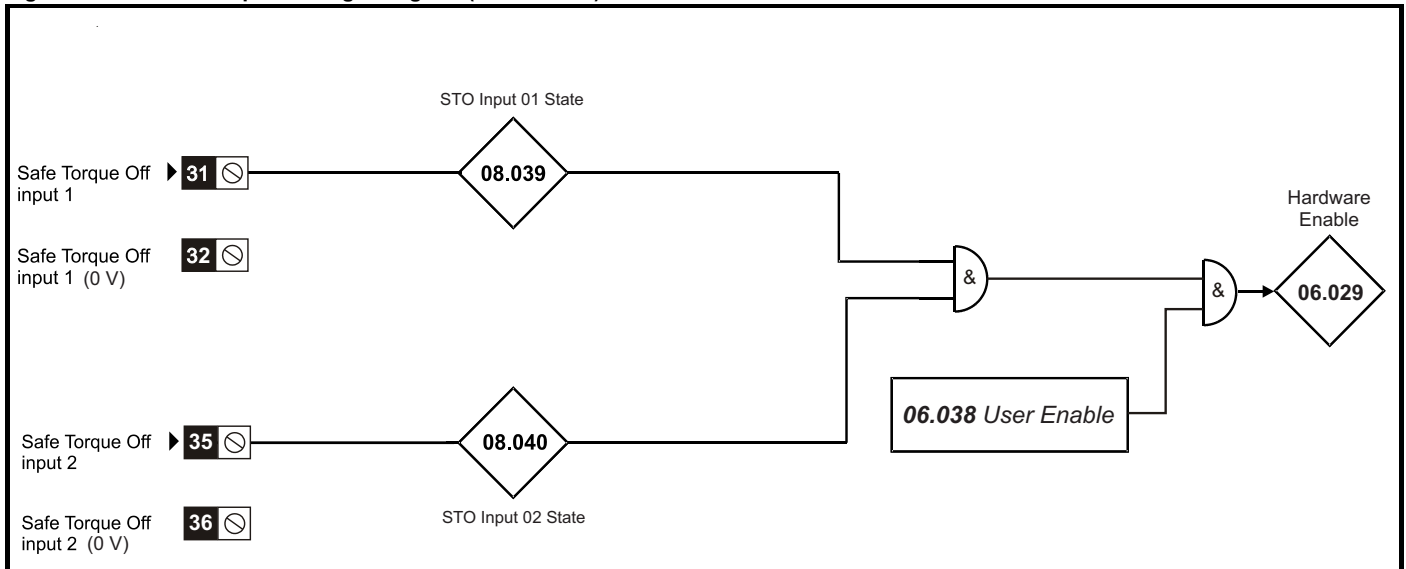 STO Input 01 State
Safe Torque Off
input 1
31
08.039
Hardware
Enable
Safe Torque Off
input 1 (0 V)
32
&
&
06.029
06.038 User Enable
Safe Torque Off
input 2
35
08.040
STO Input 02 State
Safe Torque Off
input 2 (0 V)
36